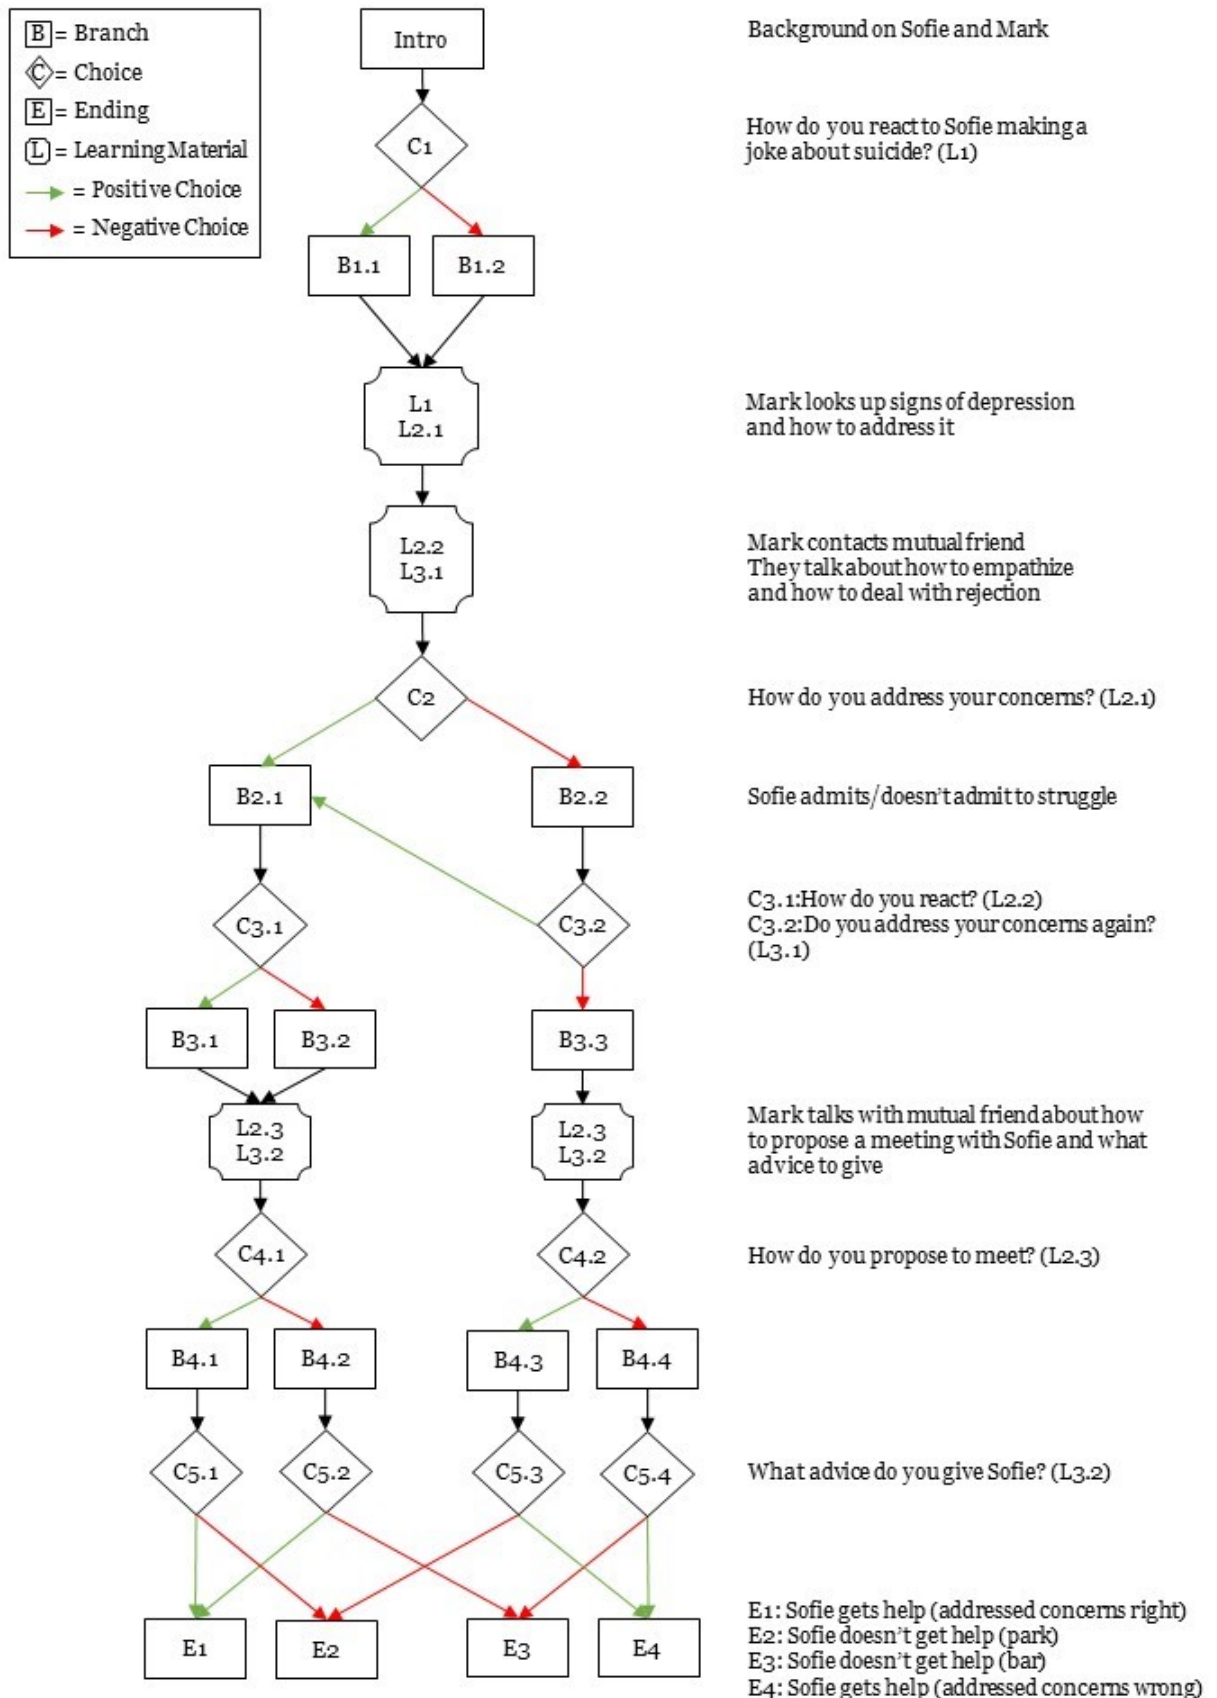 B = Branch
C = Choice
E = Ending
L = Learning Material
= Positive Choice
= Negative Choice
Intro
Background on Sofie and Mark
C1
How do you react to Sofie making a
joke about suicide? (L1)
B1.1
B1.2
L1
L2.1
Mark looks up signs of depression
and how to address it
L2.2
L3.1
Mark contacts mutual friend
They talk about how to empathize
and how to deal with rejection
C2
How do you address your concerns? (L2.1)
B2.1
B2.2
Sofie admits/doesn't admit to struggle
C3.1
C3.2
C3.1:How do you react? (L2.2)
C3.2:Do you address your concerns again?
(L3.1)
B3.1
B3.2
B3.3
L2.3
L3.2
L2.3
L3.2
Mark talks with mutual friend about how
to propose a meeting with Sofie and what
advice to give
C4.1
C4.2
How do you propose to meet? (L2.3)
B4.1
B4.2
B4.3
B4.4
C5.1
C5.2
C5.3
C5.4
What advice do you give Sofie? (L3.2)
E1
E2
E3
E4
E1: Sofie gets help (addressed concerns right)
E2: Sofie doesn't get help (park)
E3: Sofie doesn't get help (bar)
E4: Sofie gets help (addressed concerns wrong)